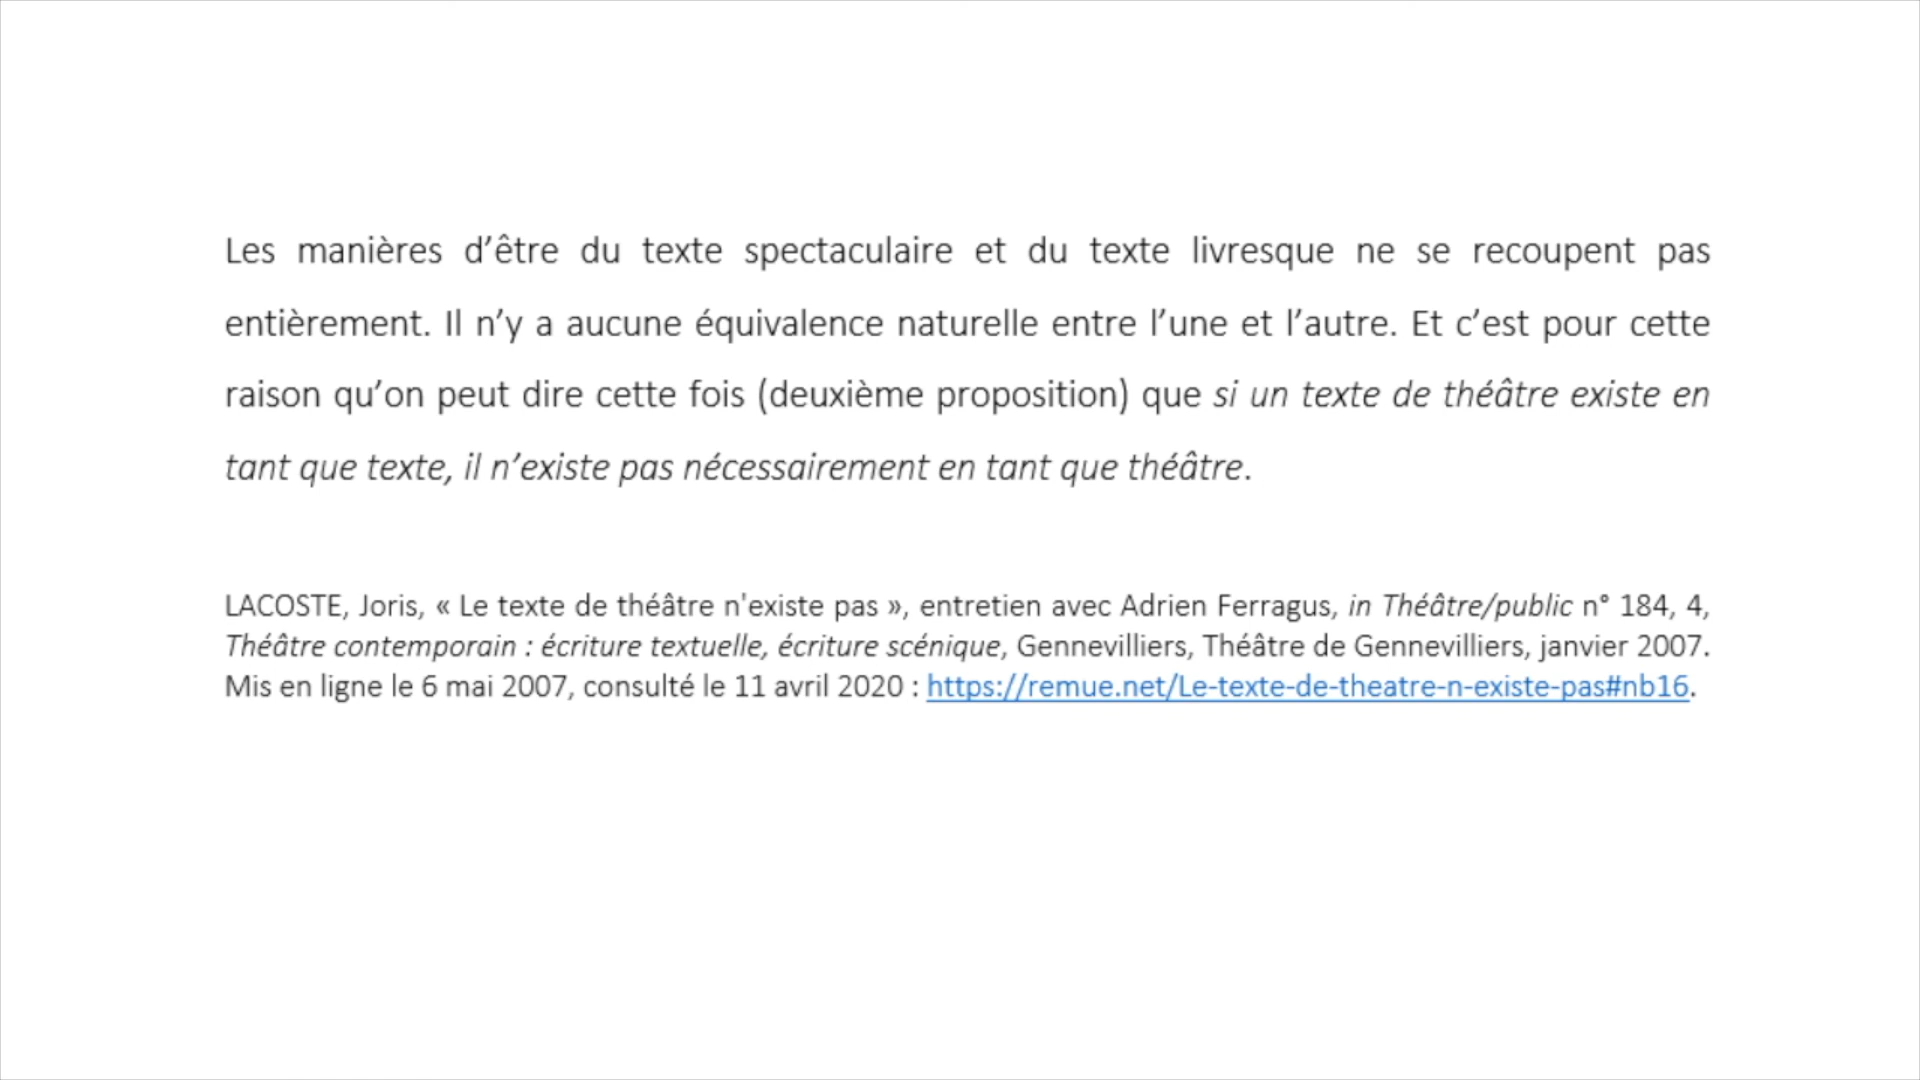 Les manières d’être du texte spectaculaire et du texte livresque ne se recoupent pas
entièrement. Il n’y a aucune équivalence naturelle entre l’une et l’autre. Et c’est pour cette
raison qu’on peut dire cette fois (deuxième proposition) que si un texte de théâtre existe en
tant que texte, il n’existe pas nécessairement en tant que théâtre.
LACOSTE, Joris, « Le texte de théâtre n'existe pas », entretien avec Adrien Ferragus, in Théâtre/public n° 184, 4,
Théâtre contemporain : écriture textuelle, écriture scénique, Gennevilliers, Théâtre de Gennevilliers, janvier 2007.
Mis en ligne le 6 mai 2007, consulté le 11 avril 2020 : https://remue.net/Le-texte-de-theatre-n-existe-pas#nb16.